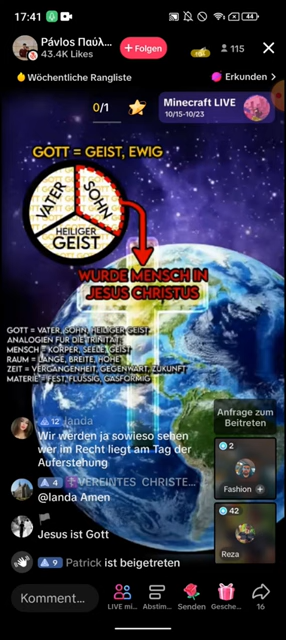 17:41
44
Pávlos Παύλ...
43.4K Likes
+ Folgen
115
Wöchentliche Rangliste
Erkunden >
0/1
Minecraft LIVE
10/15-10/23
GOTT = GEIST, EWIG
VATER
SOHN
HEILIGER
GEIST
WURDE MENSCH IN
JESUS CHRISTUS
GOTT = VATER, SOHN, HEILIGER GEIST
ANALOGIEN FÜR DIE TRINITÄT:
MENSCH = KÖRPER, SEELE, GEIST
RAUM = LÄNGE, BREITE, HÖHE
ZEIT = VERGANGENHEIT, GEGENWART, ZUKUNFT
MATERIE = FEST, FLÜSSIG, GASFÖRMIG
Anfrage zum
Beitreten
12 landa
Wir werden ja sowieso sehen
wer im Recht liegt am Tag der
Auferstehung
2
Fashion +
4 VEREINTES CHRISTE...
@landa Amen
42
Reza
Jesus ist Gott
9 Patrick ist beigetreten
Komment...
LIVE mi...
Abstim...
Senden
Gesche...
16